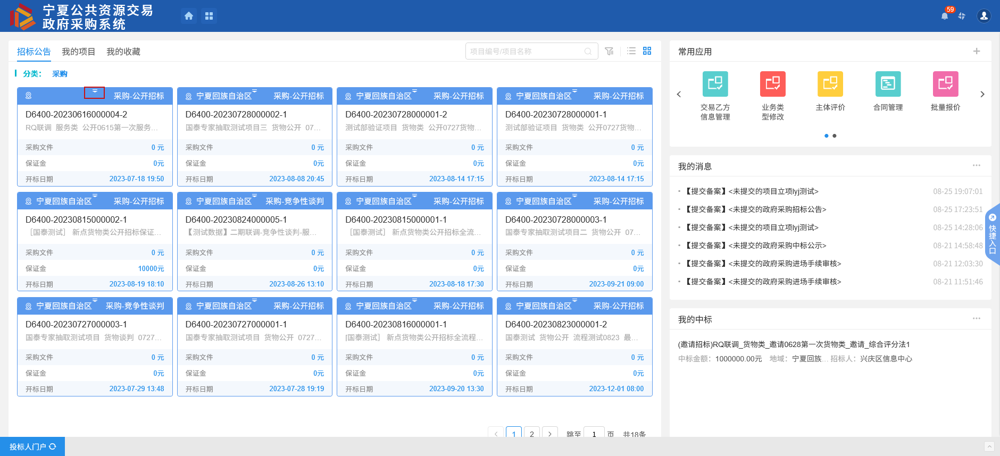 宁夏公共资源交易
政府采购系统
59
招标公告 我的项目 我的收藏
项目编号/项目名称
分类： 采购
采购-公开招标
D6400-20230616000004-2
RQ联调 服务类 公开0615第一次服务...
采购文件 0 元
保证金 0元
开标日期 2023-07-18 19:50
宁夏回族自治区 采购-公开招标
D6400-20230728000002-1
国泰专家抽取测试项目三 货物公开 07...
采购文件 0 元
保证金 0元
开标日期 2023-08-08 20:45
宁夏回族自治区 采购-公开招标
D6400-20230728000001-2
测试部验证项目 货物类 公开0727货物...
采购文件 0 元
保证金 0元
开标日期 2023-08-14 17:15
宁夏回族自治区 采购-公开招标
D6400-20230728000001-1
测试部验证项目 货物类 公开0727货物...
采购文件 0 元
保证金 0元
开标日期 2023-08-14 17:15
宁夏回族自治区 采购-公开招标
D6400-20230815000002-1
［国泰测试］ 新点货物类公开招标保证...
采购文件 0 元
保证金 10000元
开标日期 2023-08-19 18:10
宁夏回族自治区 采购-竞争性谈判
D6400-20230824000005-1
【测试数据】二期联调-竞争性谈判-服...
采购文件 0 元
保证金 0元
开标日期 2023-08-26 13:10
宁夏回族自治区 采购-公开招标
D6400-20230815000001-1
［国泰测试］ 新点货物类公开招标全流...
采购文件 0 元
保证金 0元
开标日期 2023-08-18 17:30
宁夏回族自治区 采购-公开招标
D6400-20230728000003-1
国泰专家抽取测试项目二 货物公开 07...
采购文件 0 元
保证金 0元
开标日期 2023-09-21 09:00
宁夏回族自治区 采购-竞争性谈判
D6400-20230727000003-1
国泰专家抽取测试项目 货物谈判 0727...
采购文件 0 元
保证金 0元
开标日期 2023-07-29 13:48
宁夏回族自治区 采购-公开招标
D6400-20230727000001-1
国泰专家抽取测试项目 货物公开 0727...
采购文件 0 元
保证金 0元
开标日期 2023-07-28 19:19
宁夏回族自治区 采购-公开招标
D6400-20230816000001-1
[国泰测试］ 新点货物类公开招标全流程...
采购文件 0 元
保证金 0元
开标日期 2023-09-20 13:30
宁夏回族自治区 采购-公开招标
D6400-20230823000001-2
国泰测试 货物公开 流程测试0823 最...
采购文件 0 元
保证金 0元
开标日期 2023-12-01 08:00
1 2 跳至 1 页 共18条
常用应用
交易乙方
信息管理
业务类
型修改
主体评价
合同管理
批量报价
我的消息
【提交备案】<未提交的项目立项lyj测试> 08-25 19:07:01
【提交备案】<未提交的政府采购招标公告> 08-25 17:23:51
【提交备案】<未提交的项目立项lyj测试> 08-25 14:28:06
【提交备案】<未提交的政府采购中标公示> 08-21 14:58:48
【提交备案】<未提交的政府采购进场手续审核> 08-21 12:03:30
【提交备案】<未提交的政府采购进场手续审核> 08-21 11:51:46
快捷入口
我的中标
(邀请招标)RQ联调_货物类_邀请0628第一次货物类_邀请_综合评分法1
中标金额：1000000.00元 地域：宁夏回族... 招标人：兴庆区信息中心
投标人门户